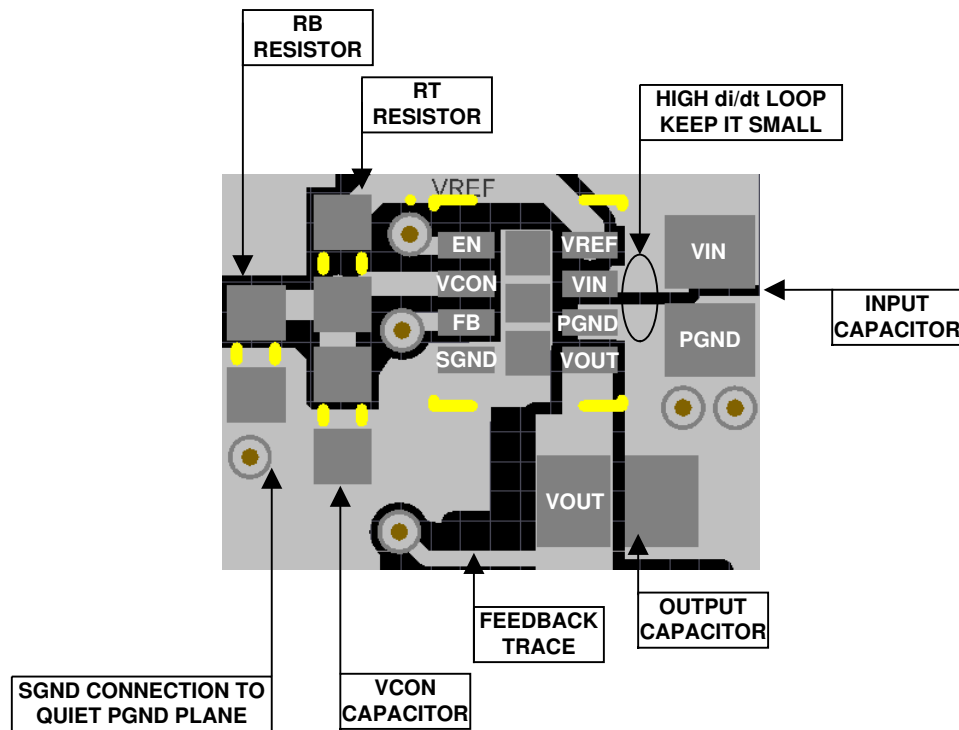 RB
RESISTOR
RT
RESISTOR
HIGH di/dt LOOP
KEEP IT SMALL
VREF
EN
VREF
VIN
VCON
VIN
INPUT
CAPACITOR
FB
PGND
PGND
SGND
VOUT
VOUT
FEEDBACK
TRACE
OUTPUT
CAPACITOR
SGND CONNECTION TO
QUIET PGND PLANE
VCON
CAPACITOR